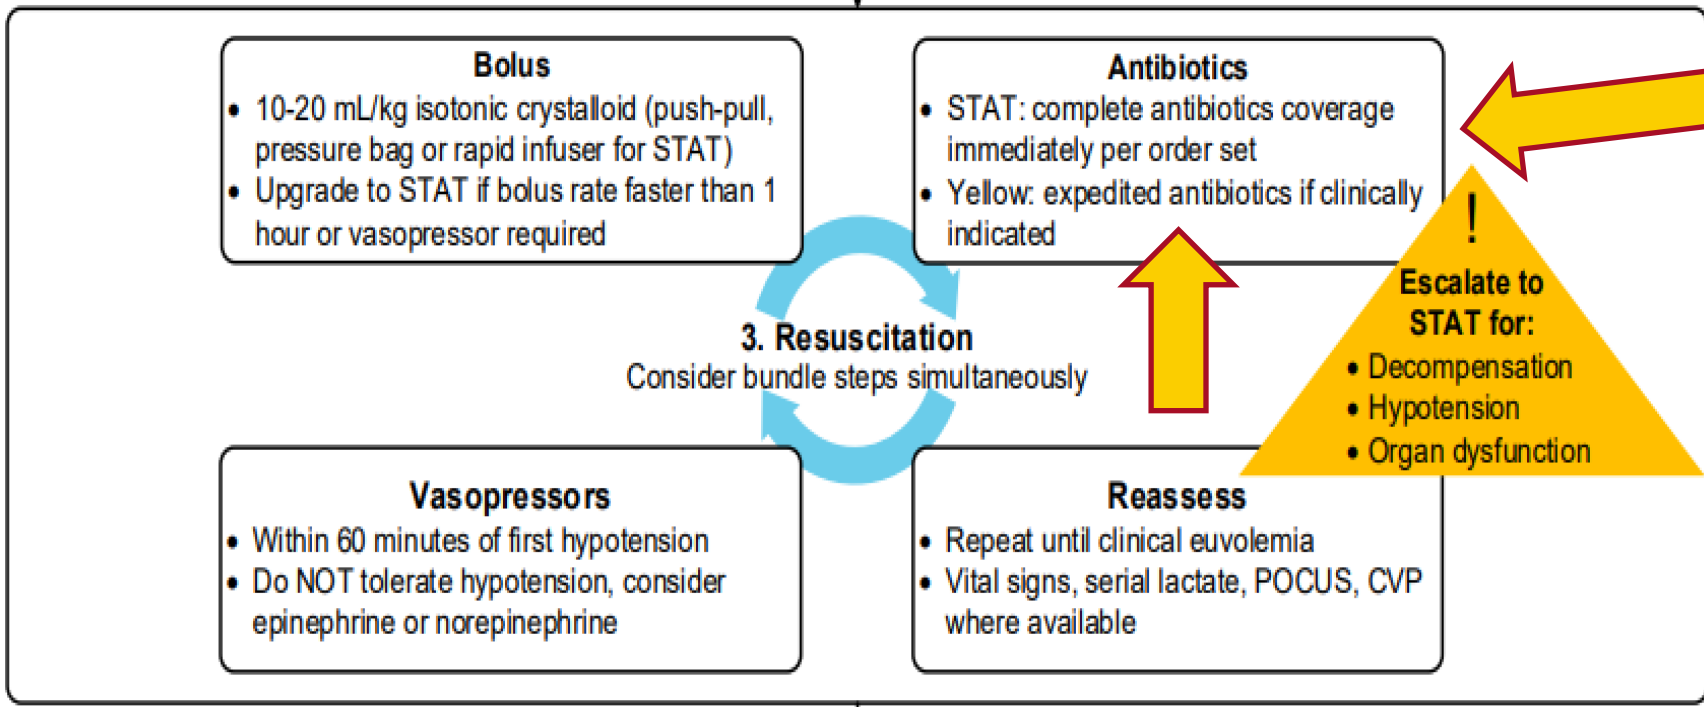 Bolus
• 10-20 mL/kg isotonic crystalloid (push-pull,
pressure bag or rapid infuser for STAT)
• Upgrade to STAT if bolus rate faster than 1
hour or vasopressor required
Antibiotics
• STAT: complete antibiotics coverage
immediately per order set
• Yellow: expedited antibiotics if clinically
indicated
!
Escalate to
STAT for:
• Decompensation
• Hypotension
• Organ dysfunction
3. Resuscitation
Consider bundle steps simultaneously
Vasopressors
• Within 60 minutes of first hypotension
• Do NOT tolerate hypotension, consider
epinephrine or norepinephrine
Reassess
• Repeat until clinical euvolemia
• Vital signs, serial lactate, POCUS, CVP
where available